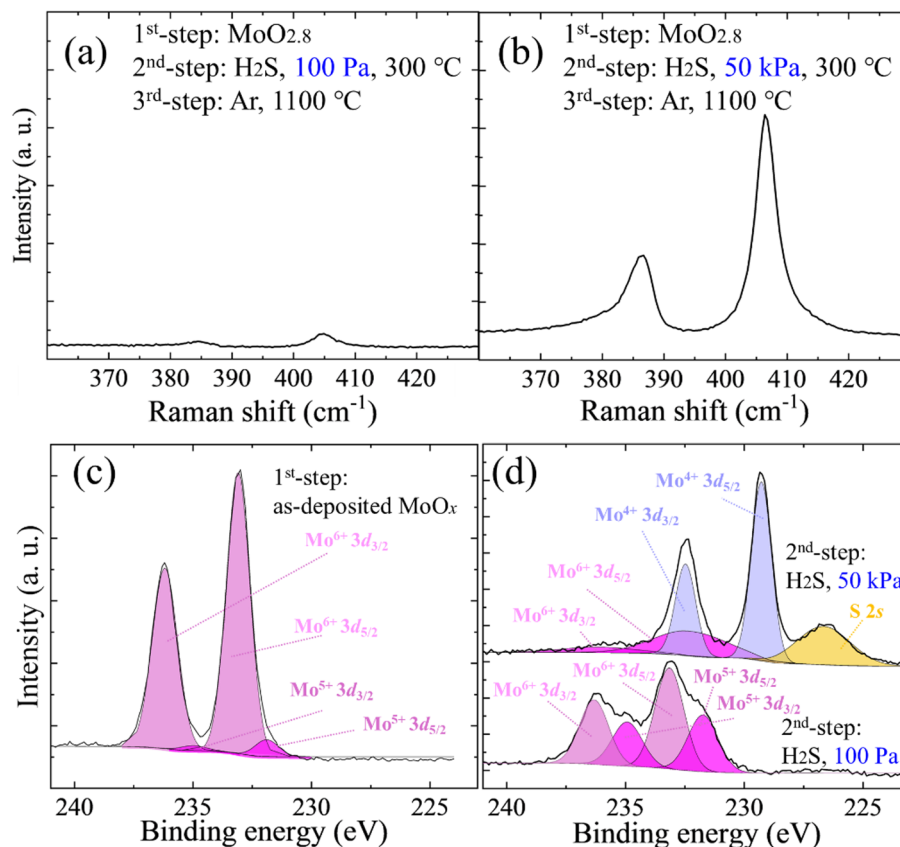 (a)
1st-step: MoO2.8
2nd-step: H2S, 100 Pa, 300 ℃
3rd-step: Ar, 1100 ℃
Intensity (a. u.)
370 380 390 400 410 420
Raman shift (cm-1)
(b)
1st-step: MoO2.8
2nd-step: H2S, 50 kPa, 300 ℃
3rd-step: Ar, 1100 ℃
370 380 390 400 410 420
Raman shift (cm-1)
(c)
1st-step:
as-deposited MoOx
Mo6+ 3d3/2
Mo6+ 3d5/2
Mo5+ 3d3/2
Mo5+ 3d5/2
Intensity (a. u.)
240 235 230 225
Binding energy (eV)
(d)
Mo4+ 3d5/2
Mo4+ 3d3/2
2nd-step:
H2S, 50 kPa
Mo6+ 3d5/2
Mo6+ 3d3/2
S 2s
Mo6+ 3d5/2
Mo5+ 3d5/2
Mo6+ 3d3/2
Mo5+ 3d3/2
2nd-step:
H2S, 100 Pa
240 235 230 225
Binding energy (eV)